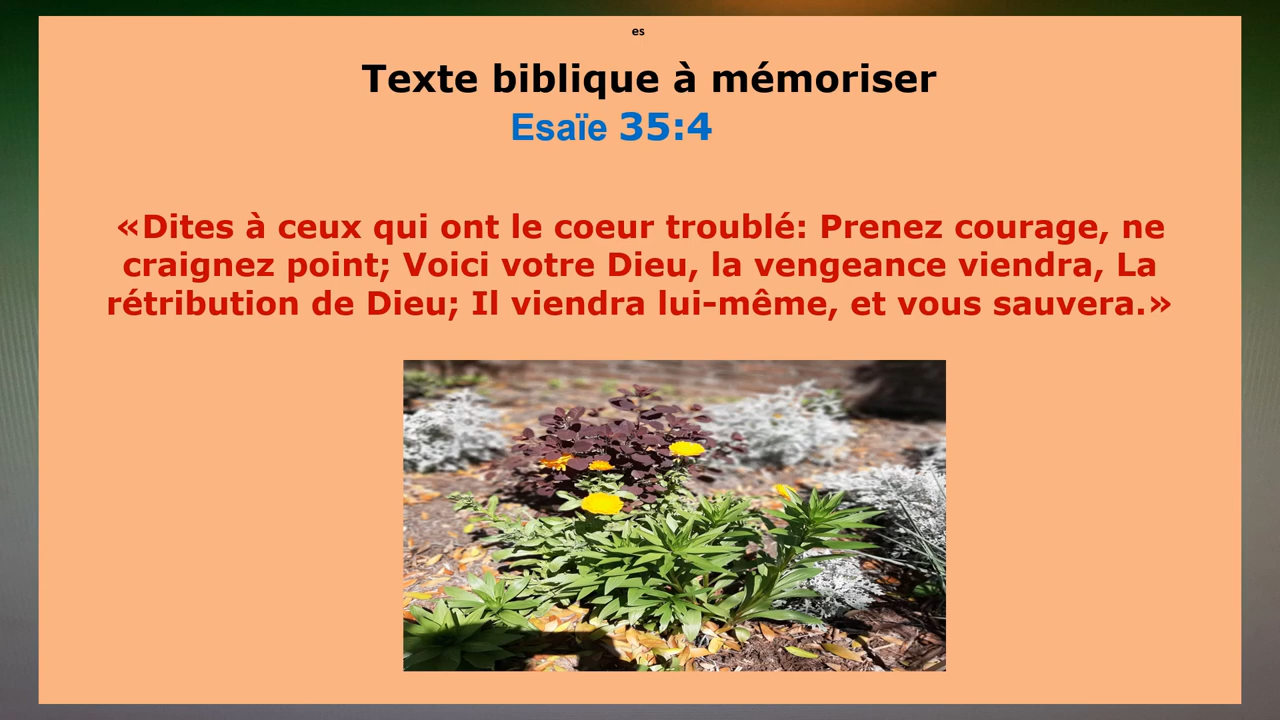 es
Texte biblique à mémoriser
Esaïe 35:4
«Dites à ceux qui ont le coeur troublé: Prenez courage, ne
craignez point; Voici votre Dieu, la vengeance viendra, La
rétribution de Dieu; Il viendra lui-même, et vous sauvera.»